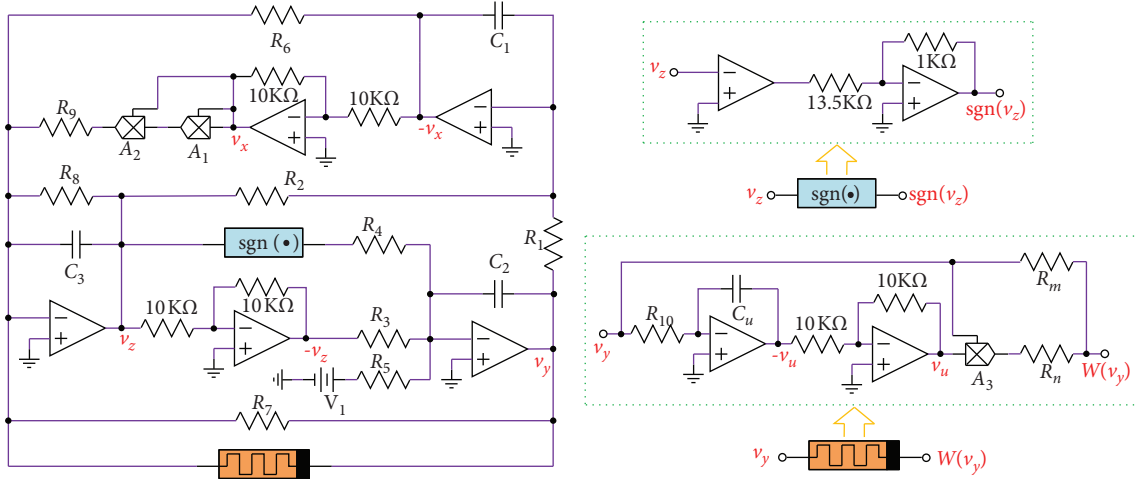 R6
C1
10KΩ
10KΩ
R9
A2
A1
vx
-vx
R8
R2
R1
sgn (•)
R4
C3
C2
10KΩ
10KΩ
R3
vz
-vz
vy
R5
V1
R7
vz
1KΩ
13.5KΩ
sgn(vz)
vz
sgn(•)
sgn(vz)
Rm
R10
Cu
10KΩ
10KΩ
vy
-vu
vu
A3
Rn
W(vy)
vy
W(vy)